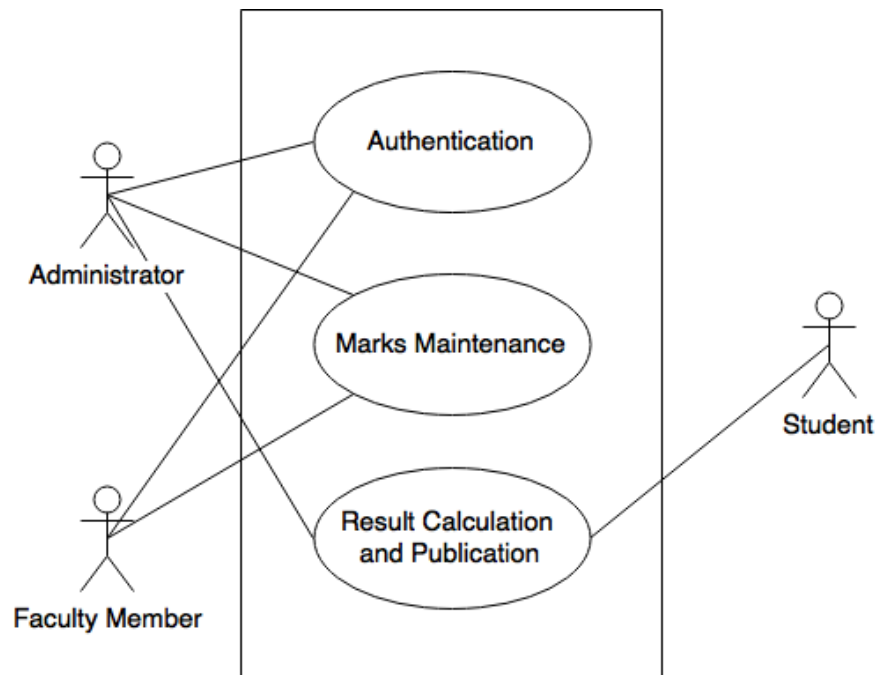 Authentication
Administrator
Marks Maintenance
Student
Result Calculation
and Publication
Faculty Member